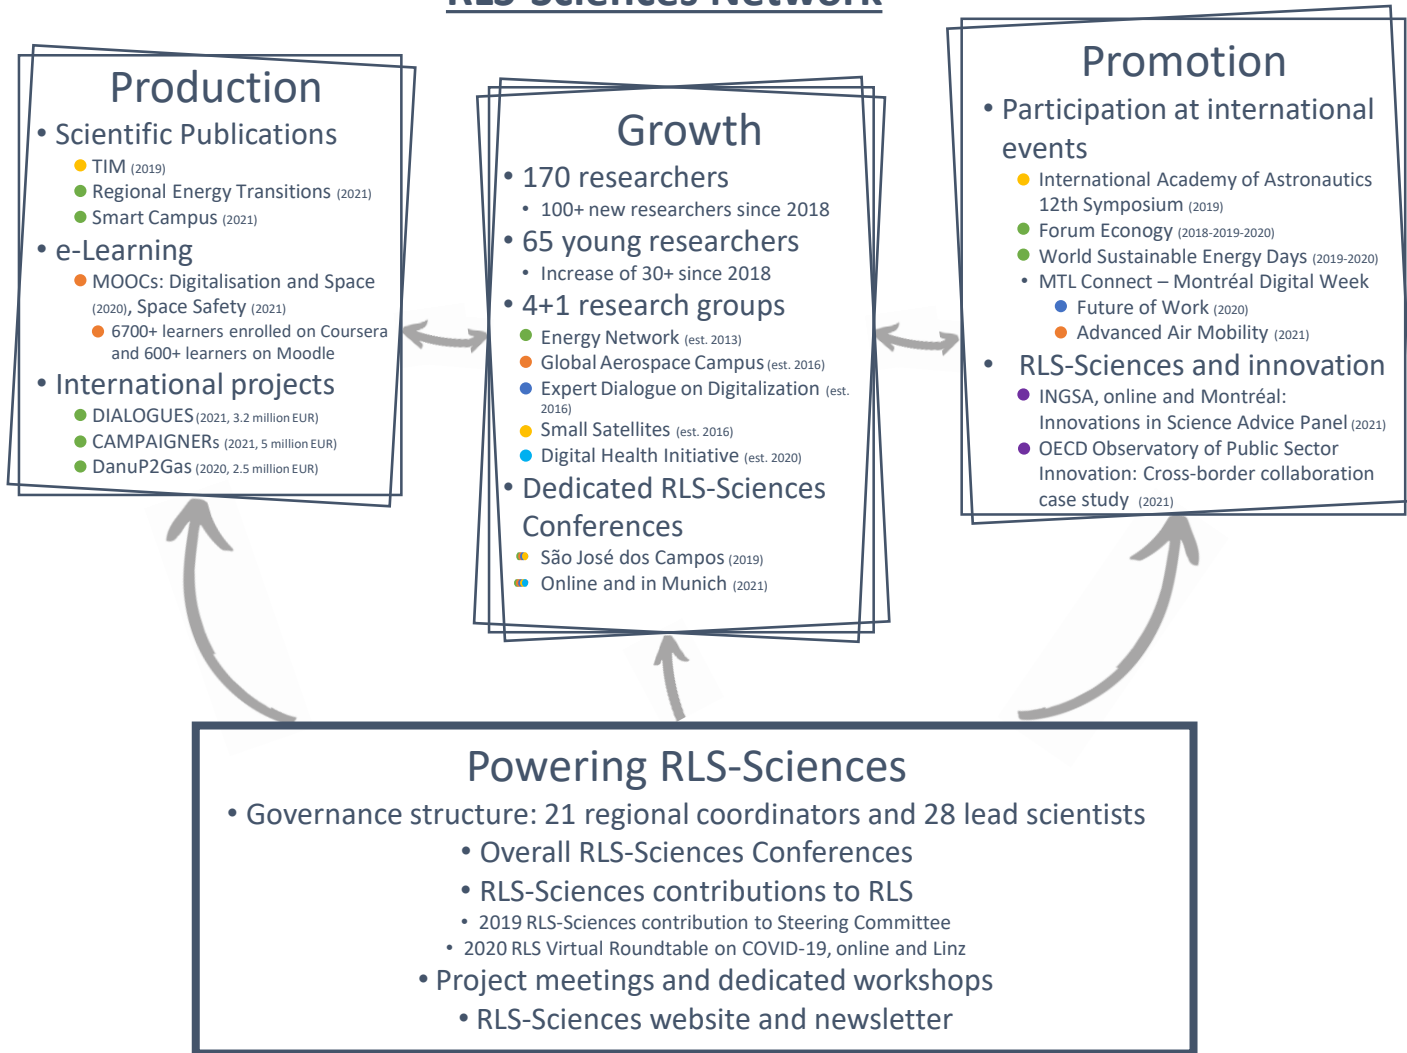 RLS-Sciences Network
Production
• Scientific Publications
TIM (2019)
Regional Energy Transitions (2021)
Smart Campus (2021)
• e-Learning
MOOCs: Digitalisation and Space
(2020), Space Safety (2021)
6700+ learners enrolled on Coursera
and 600+ learners on Moodle
• International projects
DIALOGUES (2021, 3.2 million EUR)
CAMPAIGNERs (2021, 5 million EUR)
DanuP2Gas (2020, 2.5 million EUR)
Growth
• 170 researchers
• 100+ new researchers since 2018
• 65 young researchers
• Increase of 30+ since 2018
• 4+1 research groups
Energy Network (est. 2013)
Global Aerospace Campus (est. 2016)
Expert Dialogue on Digitalization (est.
2016)
Small Satellites (est. 2016)
Digital Health Initiative (est. 2020)
• Dedicated RLS-Sciences
Conferences
São José dos Campos (2019)
Online and in Munich (2021)
Promotion
• Participation at international
events
International Academy of Astronautics
12th Symposium (2019)
Forum Econogy (2018-2019-2020)
World Sustainable Energy Days (2019-2020)
• MTL Connect – Montréal Digital Week
Future of Work (2020)
Advanced Air Mobility (2021)
• RLS-Sciences and innovation
INGSA, online and Montréal:
Innovations in Science Advice Panel (2021)
OECD Observatory of Public Sector
Innovation: Cross-border collaboration
case study (2021)
Powering RLS-Sciences
• Governance structure: 21 regional coordinators and 28 lead scientists
• Overall RLS-Sciences Conferences
• RLS-Sciences contributions to RLS
• 2019 RLS-Sciences contribution to Steering Committee
• 2020 RLS Virtual Roundtable on COVID-19, online and Linz
• Project meetings and dedicated workshops
• RLS-Sciences website and newsletter